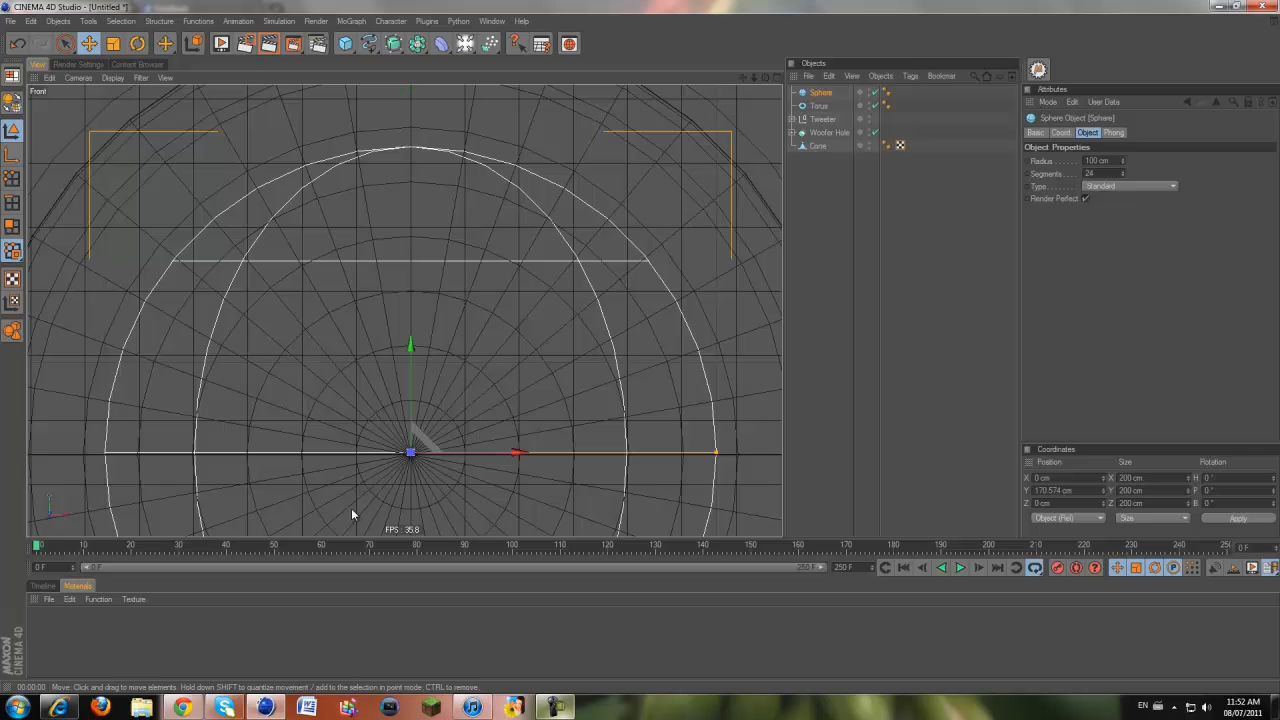 CINEMA 4D Studio - [Untitled *]
File Edit Objects Tools Selection Structure Functions Animation Simulation Render MoGraph Character Plugins Python Window Help
View Render Settings Content Browser
Edit Cameras Display Filter View
Front
FPS : 35.8
Objects
File Edit View Objects Tags Bookmar
Sphere
Torus
Tweeter
Woofer Hole
Cone
Attributes
Mode Edit User Data
Sphere Object [Sphere]
Basic Coord. Object Phong
Object Properties
Radius 100 cm
Segments 24
Type Standard
Render Perfect
Coordinates
Position Size Rotation
X 0 cm X 200 cm H 0 °
Y 170.574 cm Y 200 cm P 0 °
Z 0 cm Z 200 cm B 0 °
Object (Rel) Size Apply
0 10 20 30 40 50 60 70 80 90 100 110 120 130 140 150 160 170 180 190 200 210 220 230 240 25 0 F
0 F 0 F 250 F 250 F
Timeline Materials
File Edit Function Texture
MAXON CINEMA 4D
00:00:00 Move: Click and drag to move elements. Hold down SHIFT to quantize movement / add to the selection in point mode, CTRL to remove.
EN 11:52 AM
08/07/2011